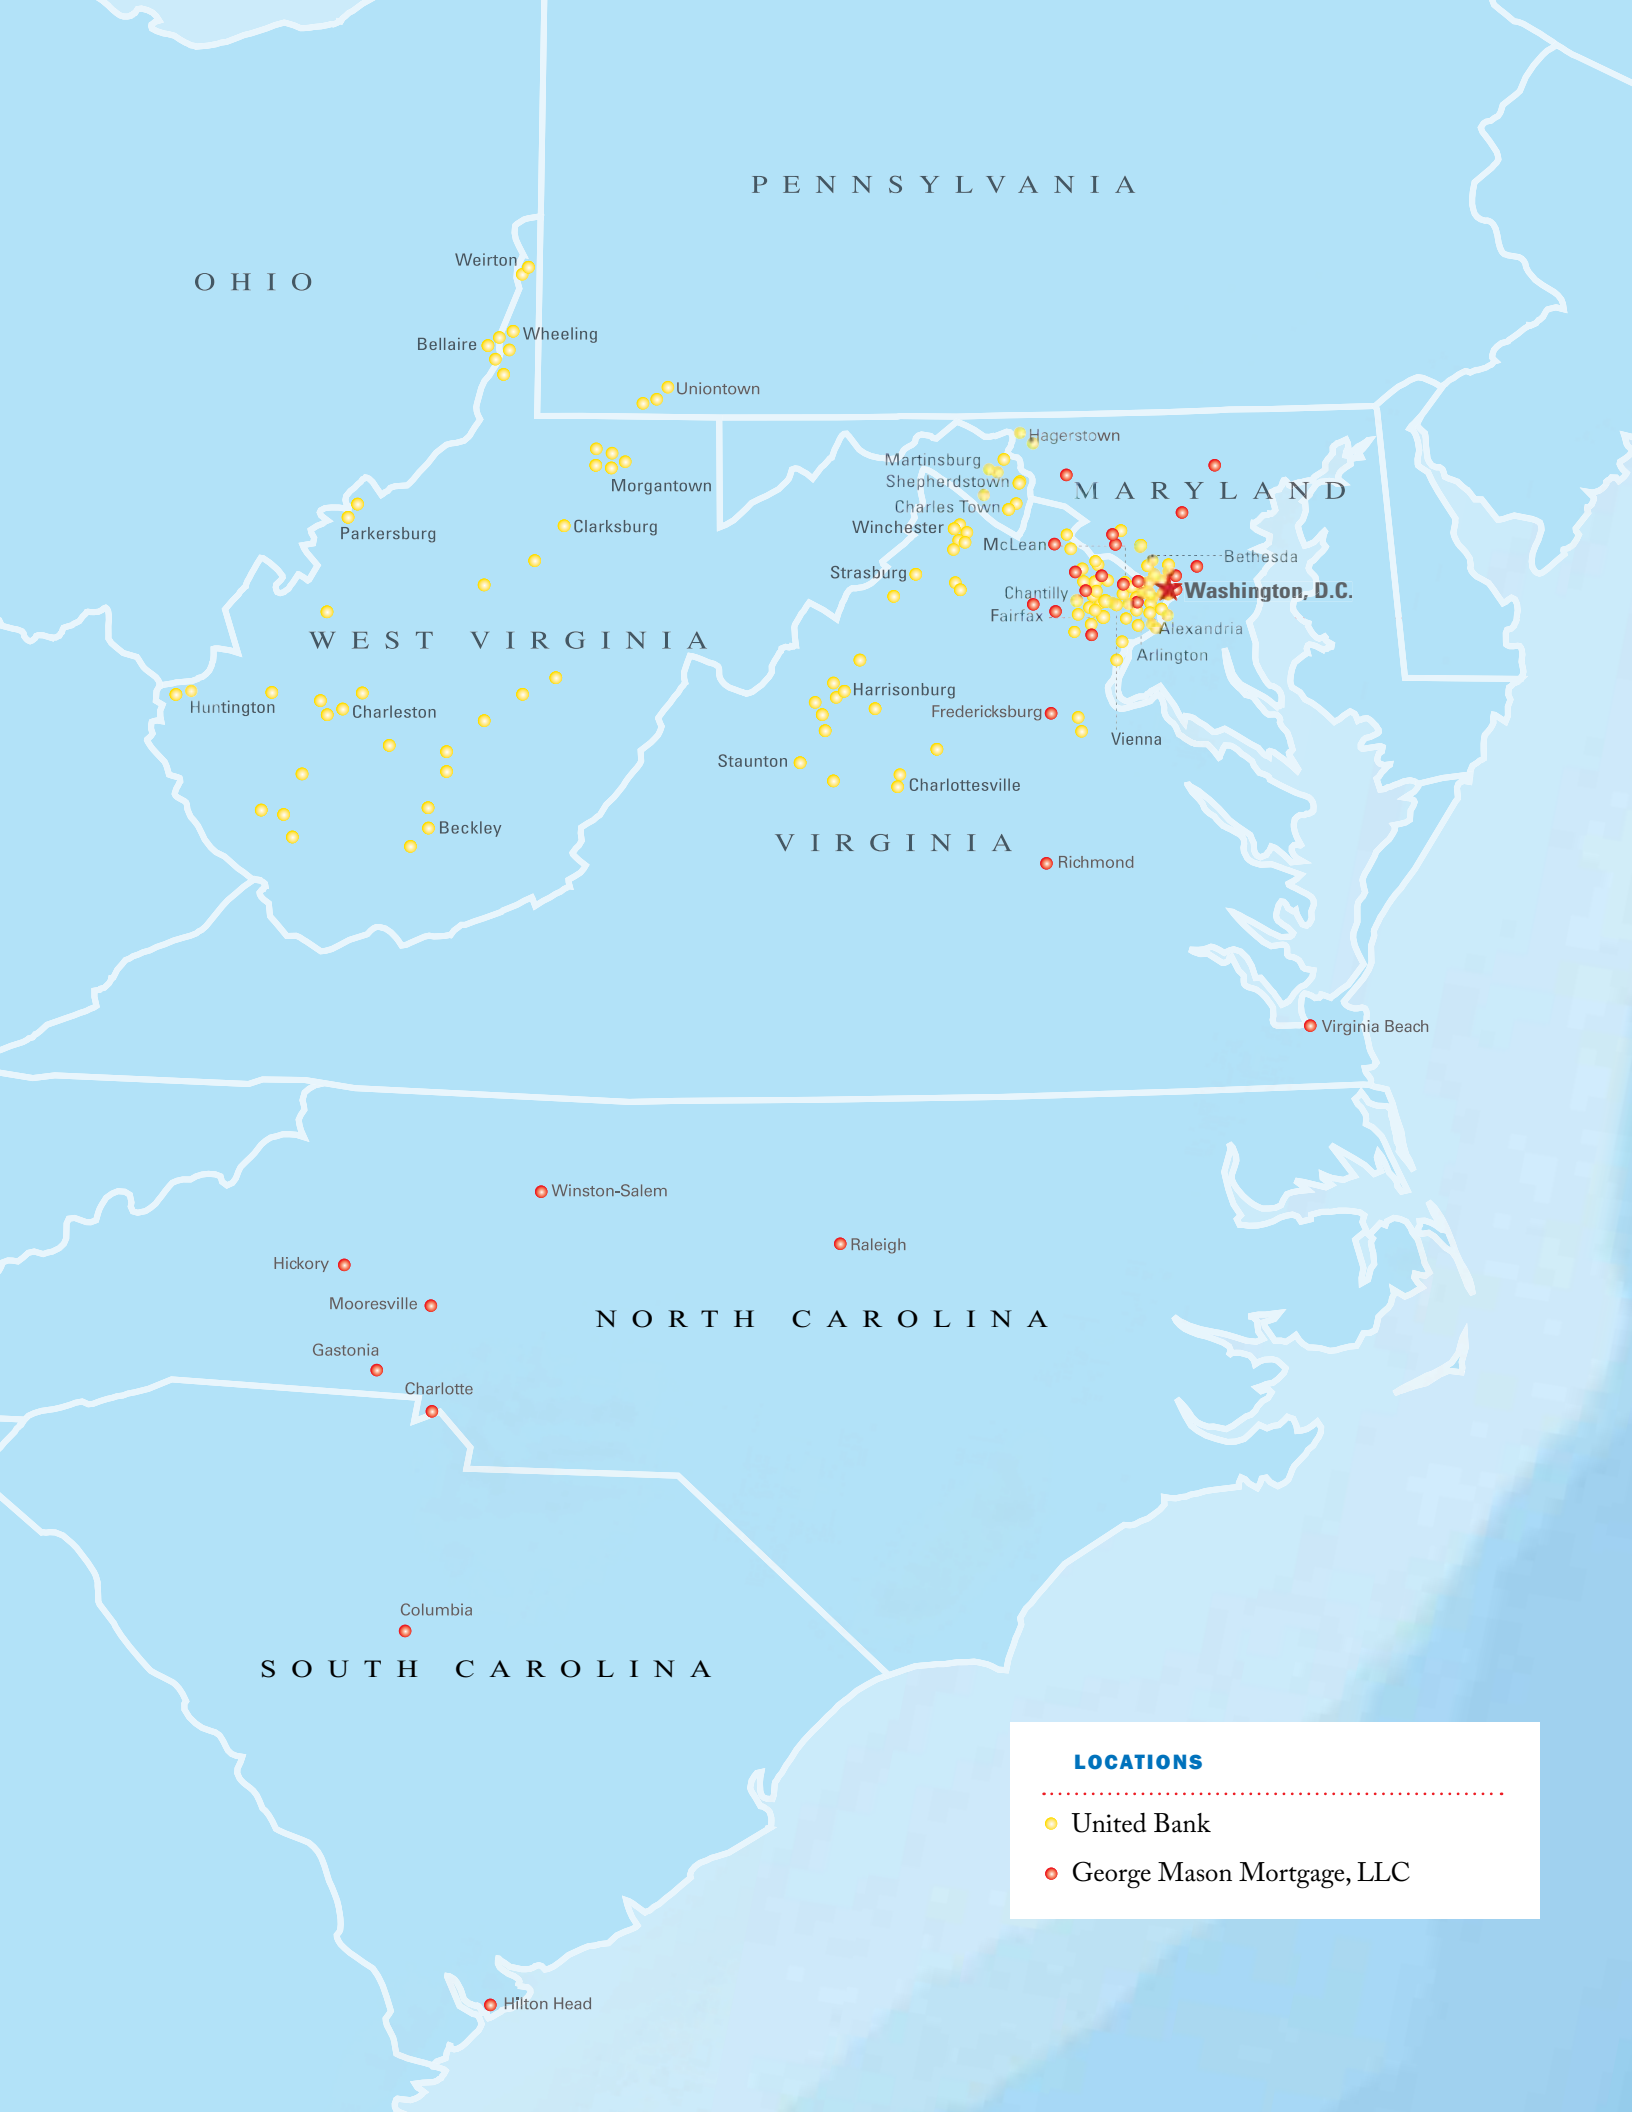 PENNSYLVANIA
Weirton
OHIO
Wheeling
Bellaire
Uniontown
Hagerstown
Martinsburg
Shepherdstown
MARYLAND
Morgantown
Charles Town
Clarksburg
Winchester
Parkersburg
McLean
Bethesda
Strasburg
Washington, D.C.
Chantilly
Fairfax
Alexandria
WEST VIRGINIA
Arlington
Harrisonburg
Huntington
Charleston
Fredericksburg
Vienna
Staunton
Charlottesville
Beckley
VIRGINIA
Richmond
Virginia Beach
Winston-Salem
Raleigh
Hickory
Mooresville
NORTH CAROLINA
Gastonia
Charlotte
Columbia
SOUTH CAROLINA
LOCATIONS
United Bank
George Mason Mortgage, LLC
Hilton Head